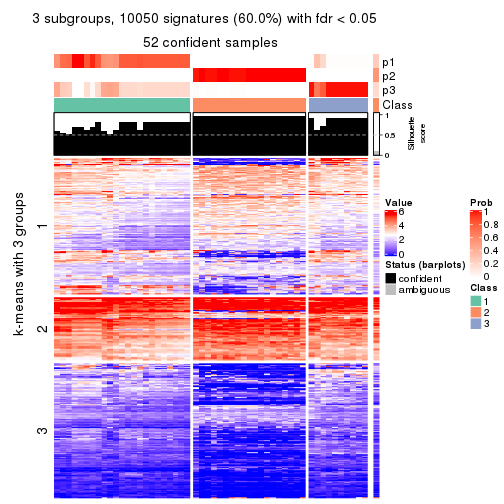 3 subgroups, 10050 signatures (60.0%) with fdr < 0.05
52 confident samples
p1
p2
p3
Class
1
0.5
0
Silhouette
score
k-means with 3 groups
1
2
3
Value
6
4
2
0
Status (barplots)
confident
ambiguous
Prob
1
0.8
0.6
0.4
0.2
0
Class
1
2
3